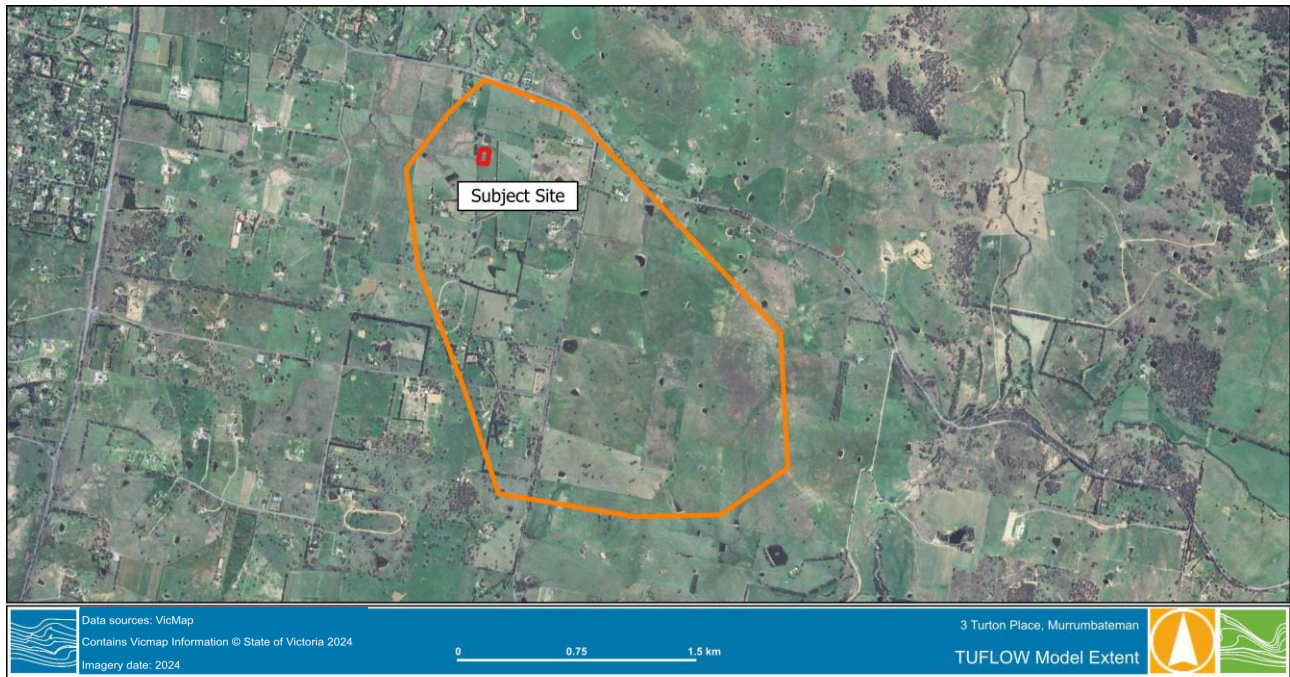 Subject Site
Data sources: VicMap
Contains Vicmap Information © State of Victoria 2024
Imagery date: 2024
0 0.75 1.5 km
3 Turton Place, Murrumbateman
TUFLOW Model Extent